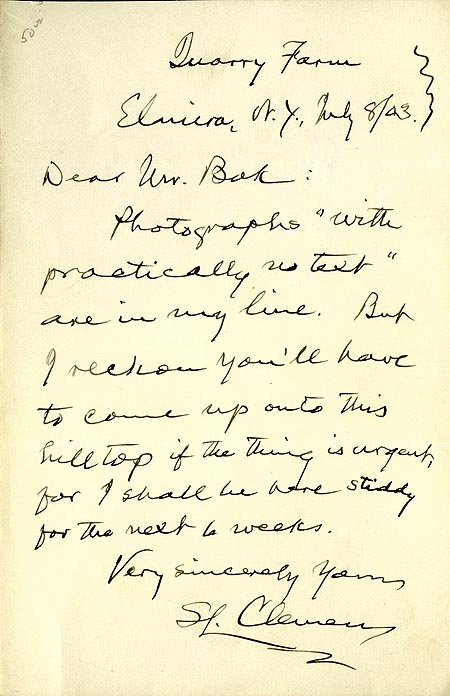 Quarry Farm
Elmira, N.Y., July 8/03.
Dear Mr. Bok:
Photographs "with
practically no text"
are in my line. But
I reckon you'll have
to come up onto this
hilltop if the thing is urgent,
for I shall be here stiddy
for the next 6 weeks.
Very sincerely Yours
SL. Clemens